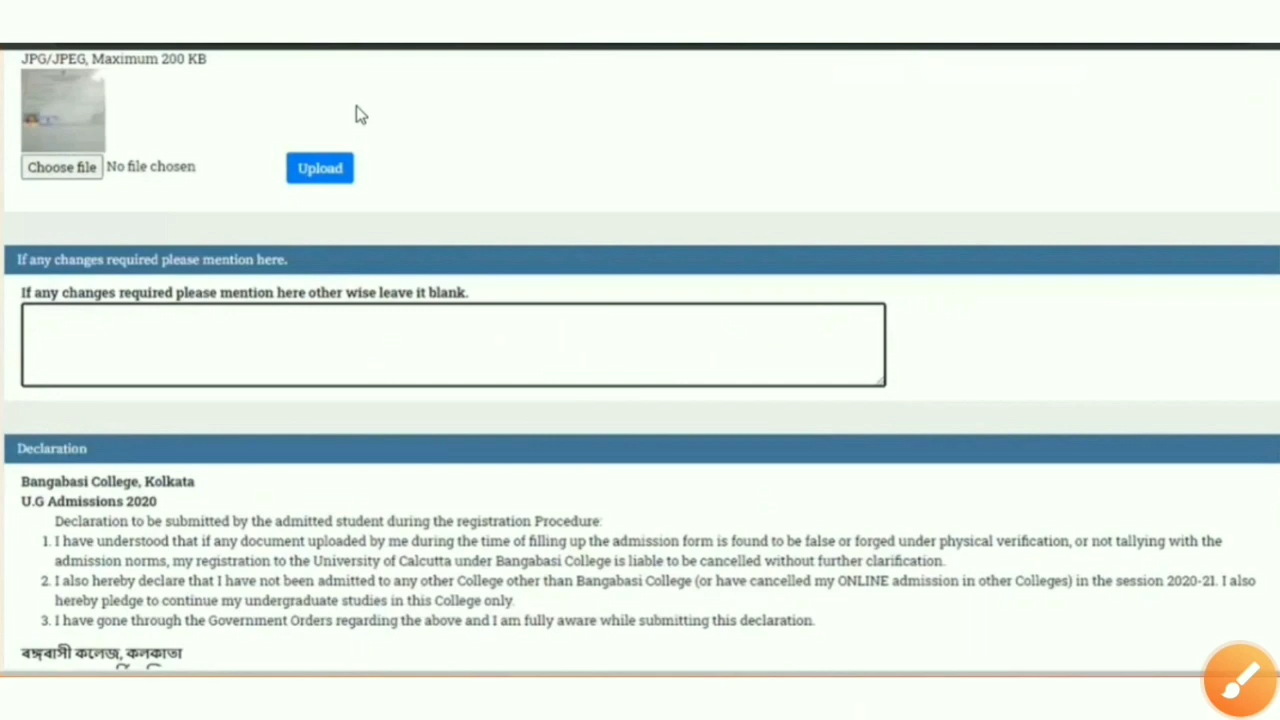 JPG/JPEG, Maximum 200 KB
Choose file No file chosen Upload
If any changes required please mention here.
If any changes required please mention here other wise leave it blank.
Declaration
Bangabasi College, Kolkata
U.G Admissions 2020
Declaration to be submitted by the admitted student during the registration Procedure:
1. I have understood that if any document uploaded by me during the time of filling up the admission form is found to be false or forged under physical verification, or not tallying with the
admission norms, my registration to the University of Calcutta under Bangabasi College is liable to be cancelled without further clarification.
2. I also hereby declare that I have not been admitted to any other College other than Bangabasi College (or have cancelled my ONLINE admission in other Colleges) in the session 2020-21. I also
hereby pledge to continue my undergraduate studies in this College only.
3. I have gone through the Government Orders regarding the above and I am fully aware while submitting this declaration.
বঙ্গবাসী কলেজ, কলকাতা